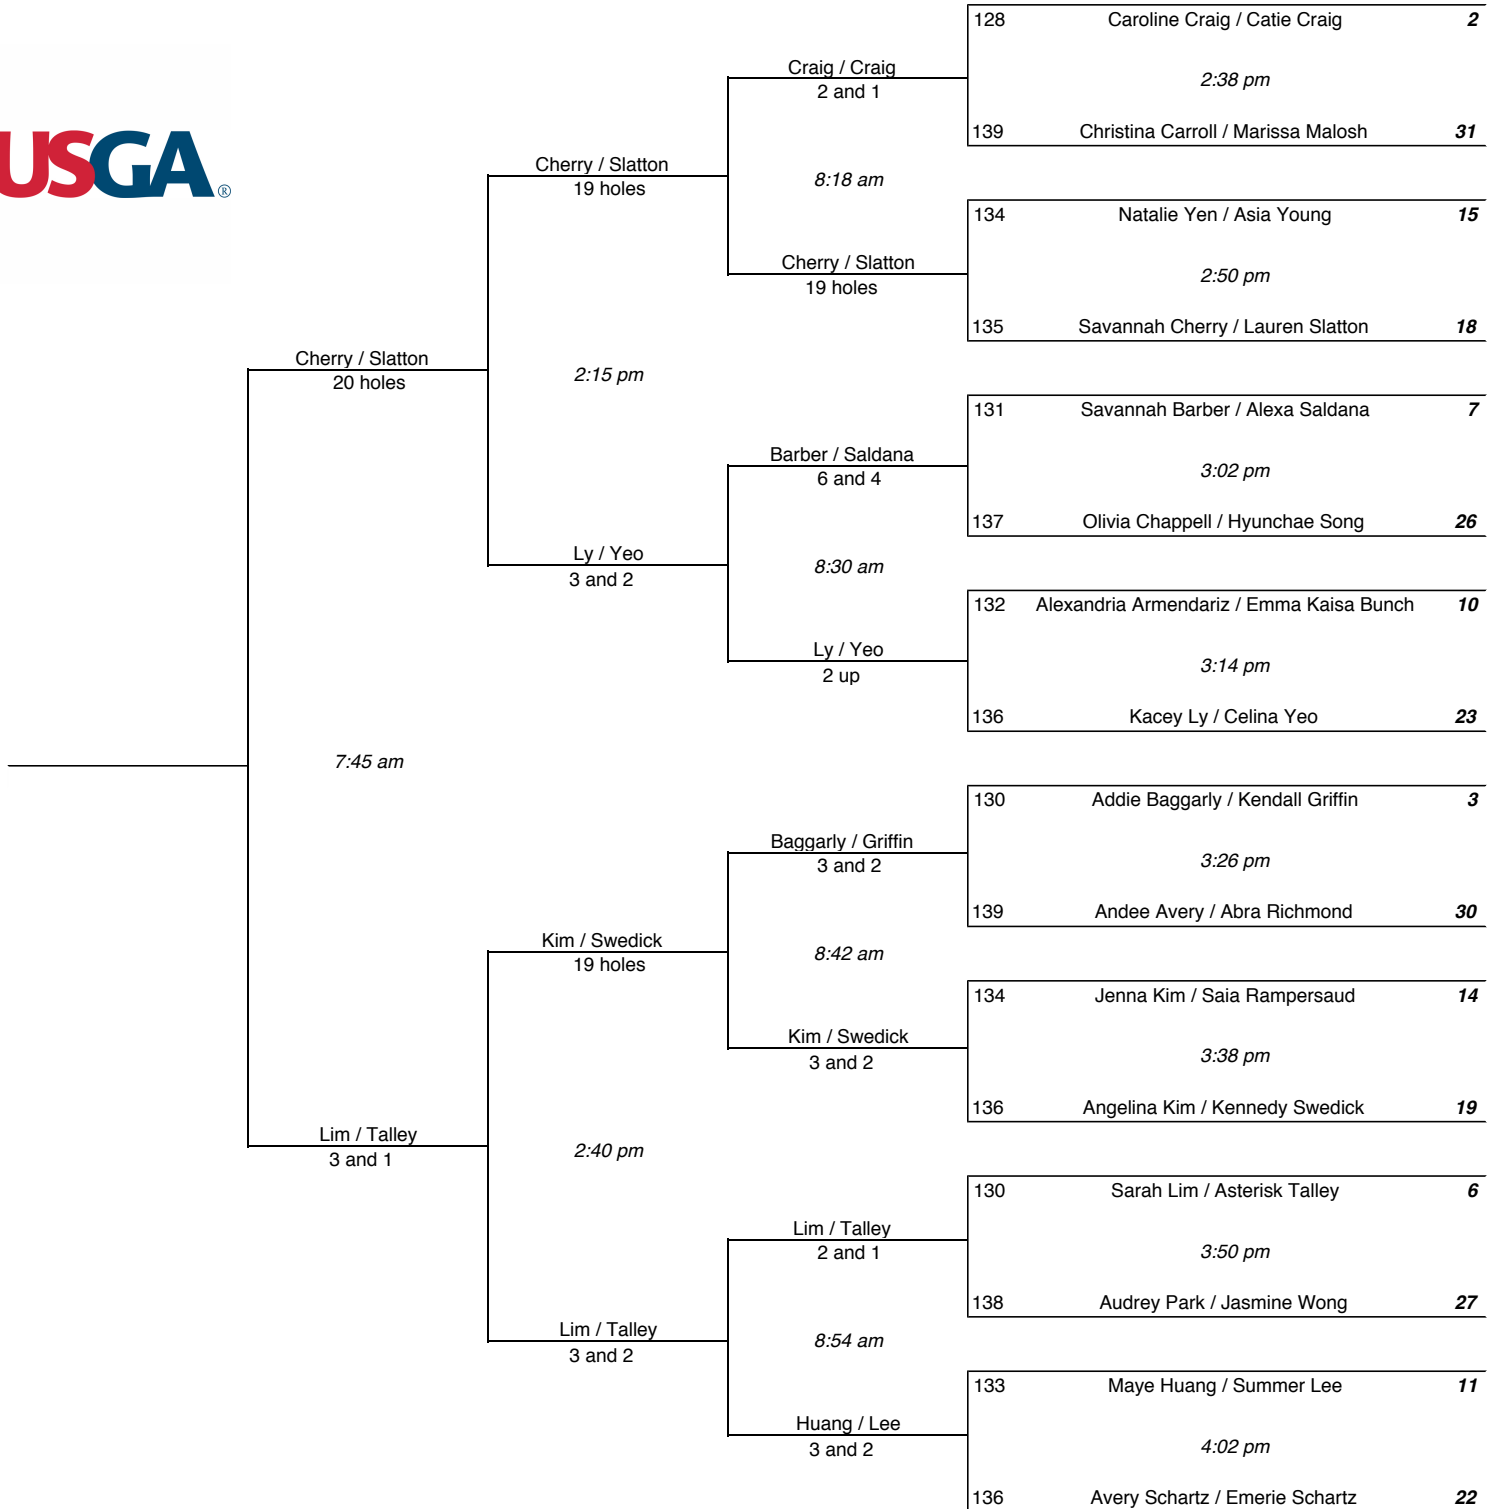 USGA®
128 Caroline Craig / Catie Craig 2
Craig / Craig
2 and 1
2:38 pm
139 Christina Carroll / Marissa Malosh 31
Cherry / Slatton
19 holes
8:18 am
134 Natalie Yen / Asia Young 15
Cherry / Slatton
19 holes
2:50 pm
135 Savannah Cherry / Lauren Slatton 18
Cherry / Slatton
20 holes
2:15 pm
131 Savannah Barber / Alexa Saldana 7
Barber / Saldana
6 and 4
3:02 pm
137 Olivia Chappell / Hyunchae Song 26
Ly / Yeo
3 and 2
8:30 am
132 Alexandria Armendariz / Emma Kaisa Bunch 10
Ly / Yeo
2 up
3:14 pm
136 Kacey Ly / Celina Yeo 23
7:45 am
130 Addie Baggarly / Kendall Griffin 3
Baggarly / Griffin
3 and 2
3:26 pm
139 Andee Avery / Abra Richmond 30
Kim / Swedick
19 holes
8:42 am
134 Jenna Kim / Saia Rampersaud 14
Kim / Swedick
3 and 2
3:38 pm
136 Angelina Kim / Kennedy Swedick 19
Lim / Talley
3 and 1
2:40 pm
130 Sarah Lim / Asterisk Talley 6
Lim / Talley
2 and 1
3:50 pm
138 Audrey Park / Jasmine Wong 27
Lim / Talley
3 and 2
8:54 am
133 Maye Huang / Summer Lee 11
Huang / Lee
3 and 2
4:02 pm
136 Avery Schartz / Emerie Schartz 22